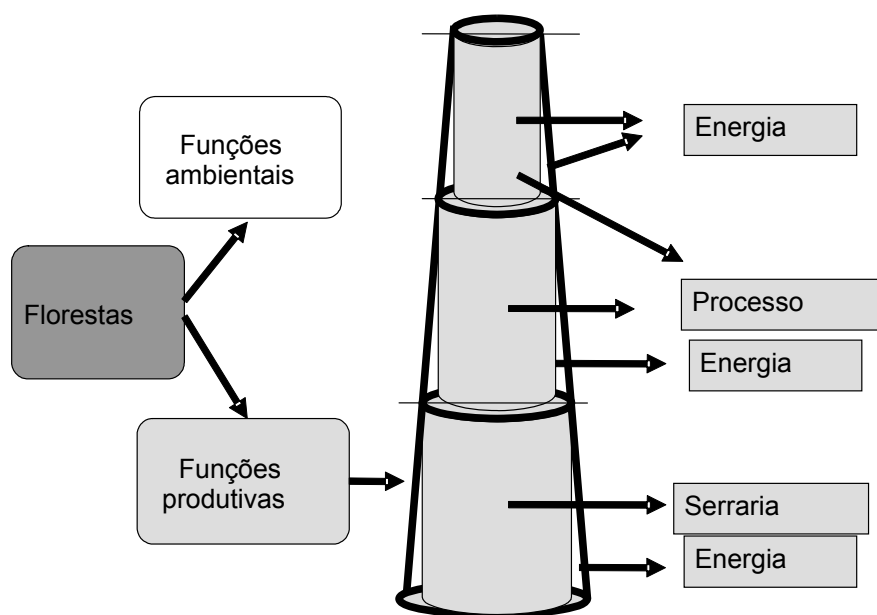 Funções
ambientais
Florestas
Funções
produtivas
Energia
Processo
Energia
Serraria
Energia